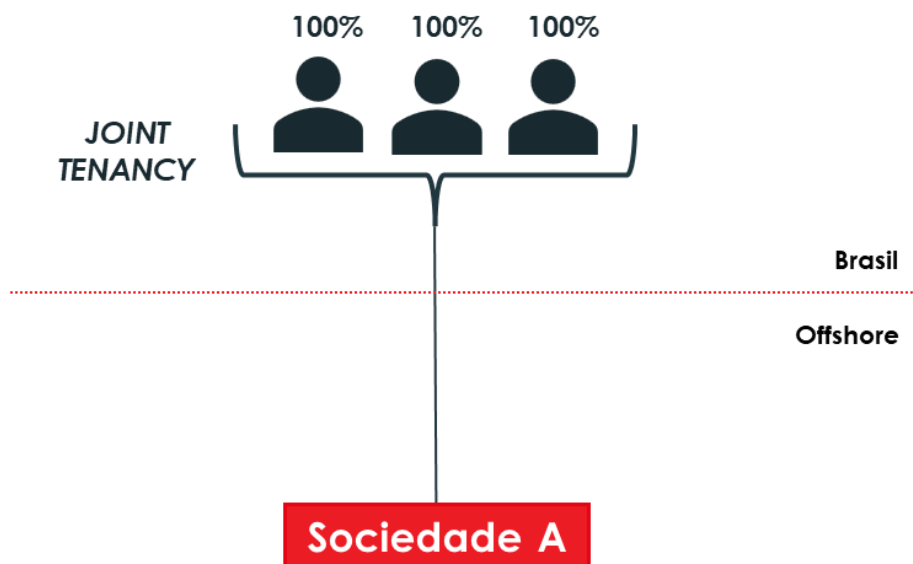 100% 100% 100%
JOINT
TENANCY
Brasil
Offshore
Sociedade A